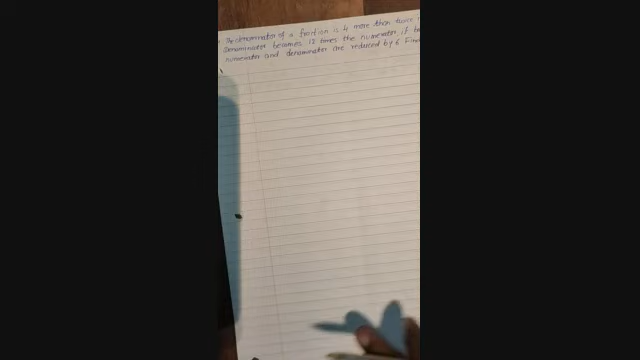 The denominator of a fraction is 4 more than twice
denominator becomes 12 times the numerator if
numerator and denominator are reduced by 6